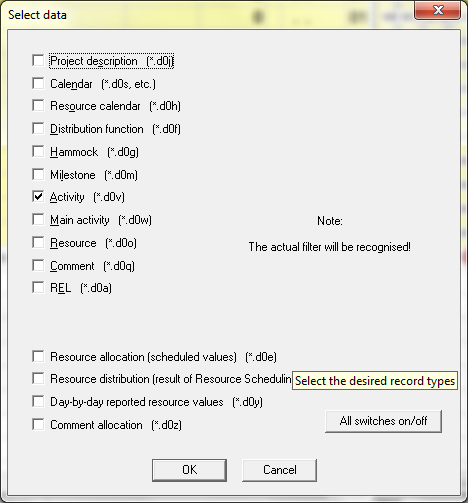 Select data
Project description (*.d0j)
Calendar (*.d0s, etc.)
Resource calendar (*.d0h)
Distribution function (*.d0f)
Hammock (*.d0g)
Milestone (*.d0m)
Activity (*.d0v)
Main activity (*.d0w)
Note:
Resource (*.d0o)
The actual filter will be recognised!
Comment (*.d0q)
REL (*.d0a)
Resource allocation (scheduled values) (*.d0e)
Resource distribution (result of Resource Schedulin
Select the desired record types
Day-by-day reported resource values (*.d0y)
All switches on/off
Comment allocation (*.d0z)
OK
Cancel